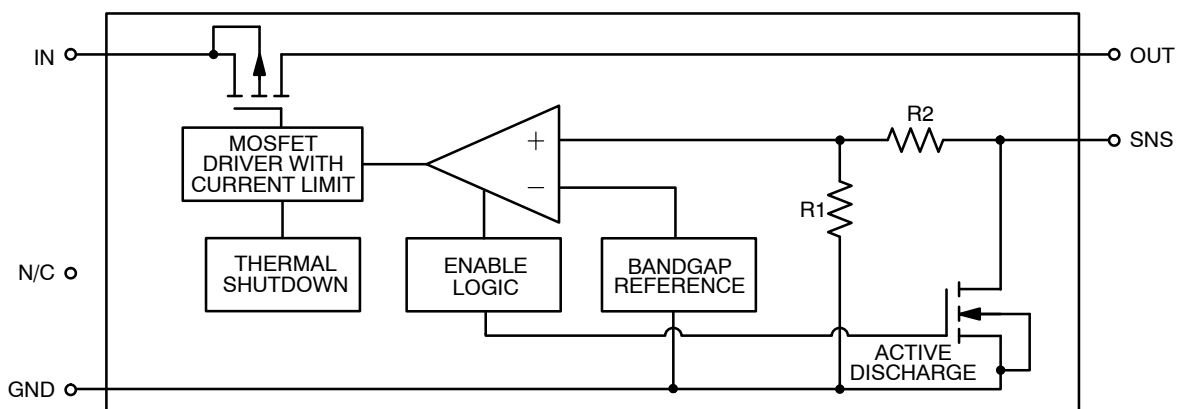 IN
OUT
R2
SNS
MOSFET
DRIVER WITH
CURRENT LIMIT
+
−
R1
THERMAL
SHUTDOWN
ENABLE
LOGIC
BANDGAP
REFERENCE
N/C
ACTIVE
DISCHARGE
GND